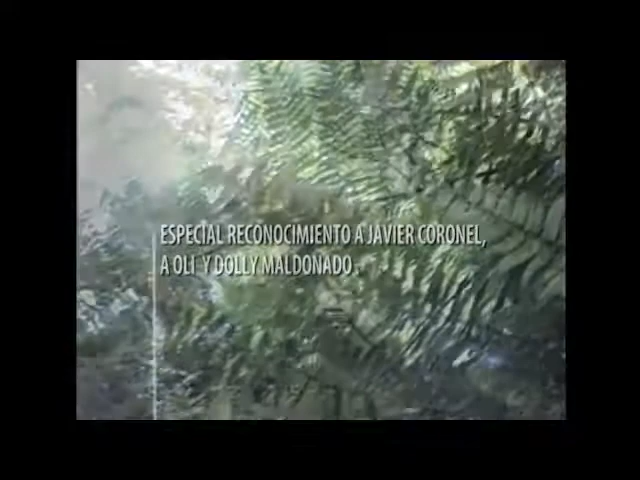 ESPECIAL RECONOCIMIENTO A JAVIER CORONEL,
A OLI Y DOLLY MALDONADO